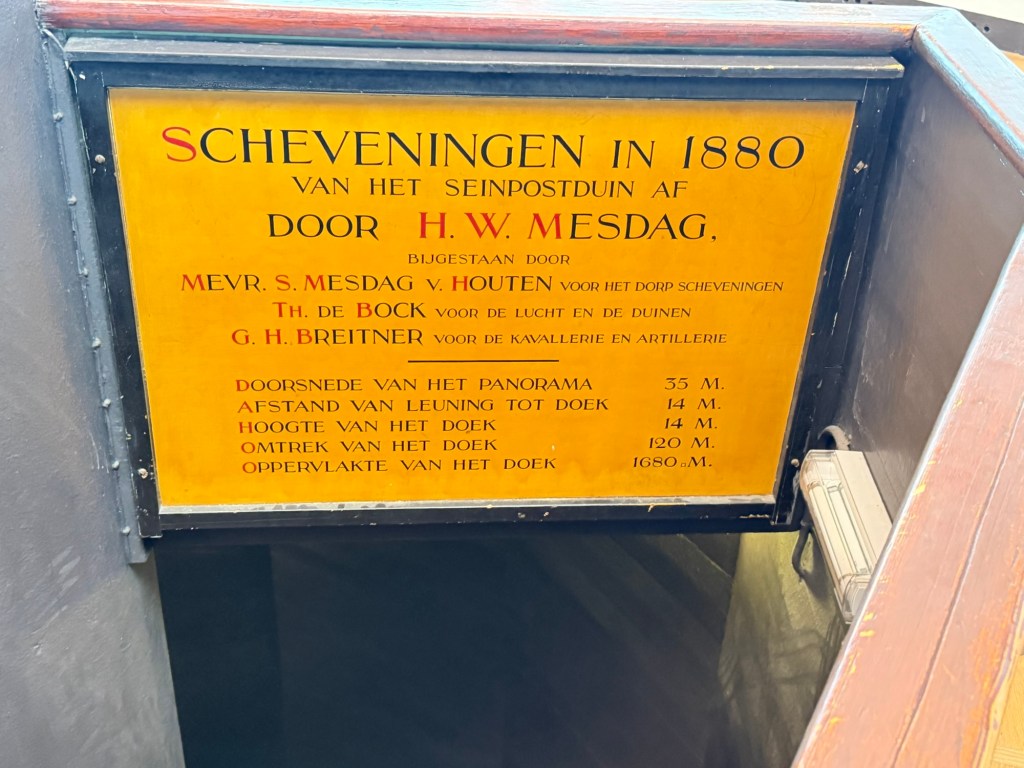 SCHEVENINGEN IN 1880
VAN HET SEINPOSTDUIN AF
DOOR H. W. MESDAG,
BIJGESTAAN DOOR
MEVR. S. MESDAG V. HOUTEN VOOR HET DORP SCHEVENINGEN
TH. DE BOCK VOOR DE LUCHT EN DE DUINEN
G. H. BREITNER VOOR DE KAVALLERIE EN ARTILLERIE
DOORSNEDE VAN HET PANORAMA 35 M.
AFSTAND VAN LEUNING TOT DOEK 14 M.
HOOGTE VAN HET DOEK 14 M.
OMTREK VAN HET DOEK 120 M.
OPPERVLAKTE VAN HET DOEK 1680 □M.